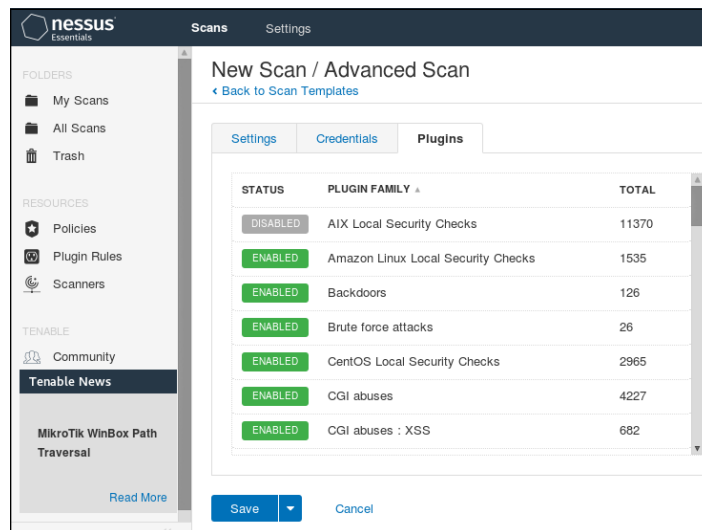 nessus
Essentials
Scans
Settings
FOLDERS
My Scans
All Scans
Trash
RESOURCES
Policies
Plugin Rules
Scanners
TENABLE
Community
Tenable News
MikroTik WinBox Path
Traversal
Read More
New Scan / Advanced Scan
Back to Scan Templates
Settings
Credentials
Plugins
STATUS PLUGIN FAMILY TOTAL
DISABLED AIX Local Security Checks 11370
ENABLED Amazon Linux Local Security Checks 1535
ENABLED Backdoors 126
ENABLED Brute force attacks 26
ENABLED CentOS Local Security Checks 2965
ENABLED CGI abuses 4227
ENABLED CGI abuses : XSS 682
Save
Cancel